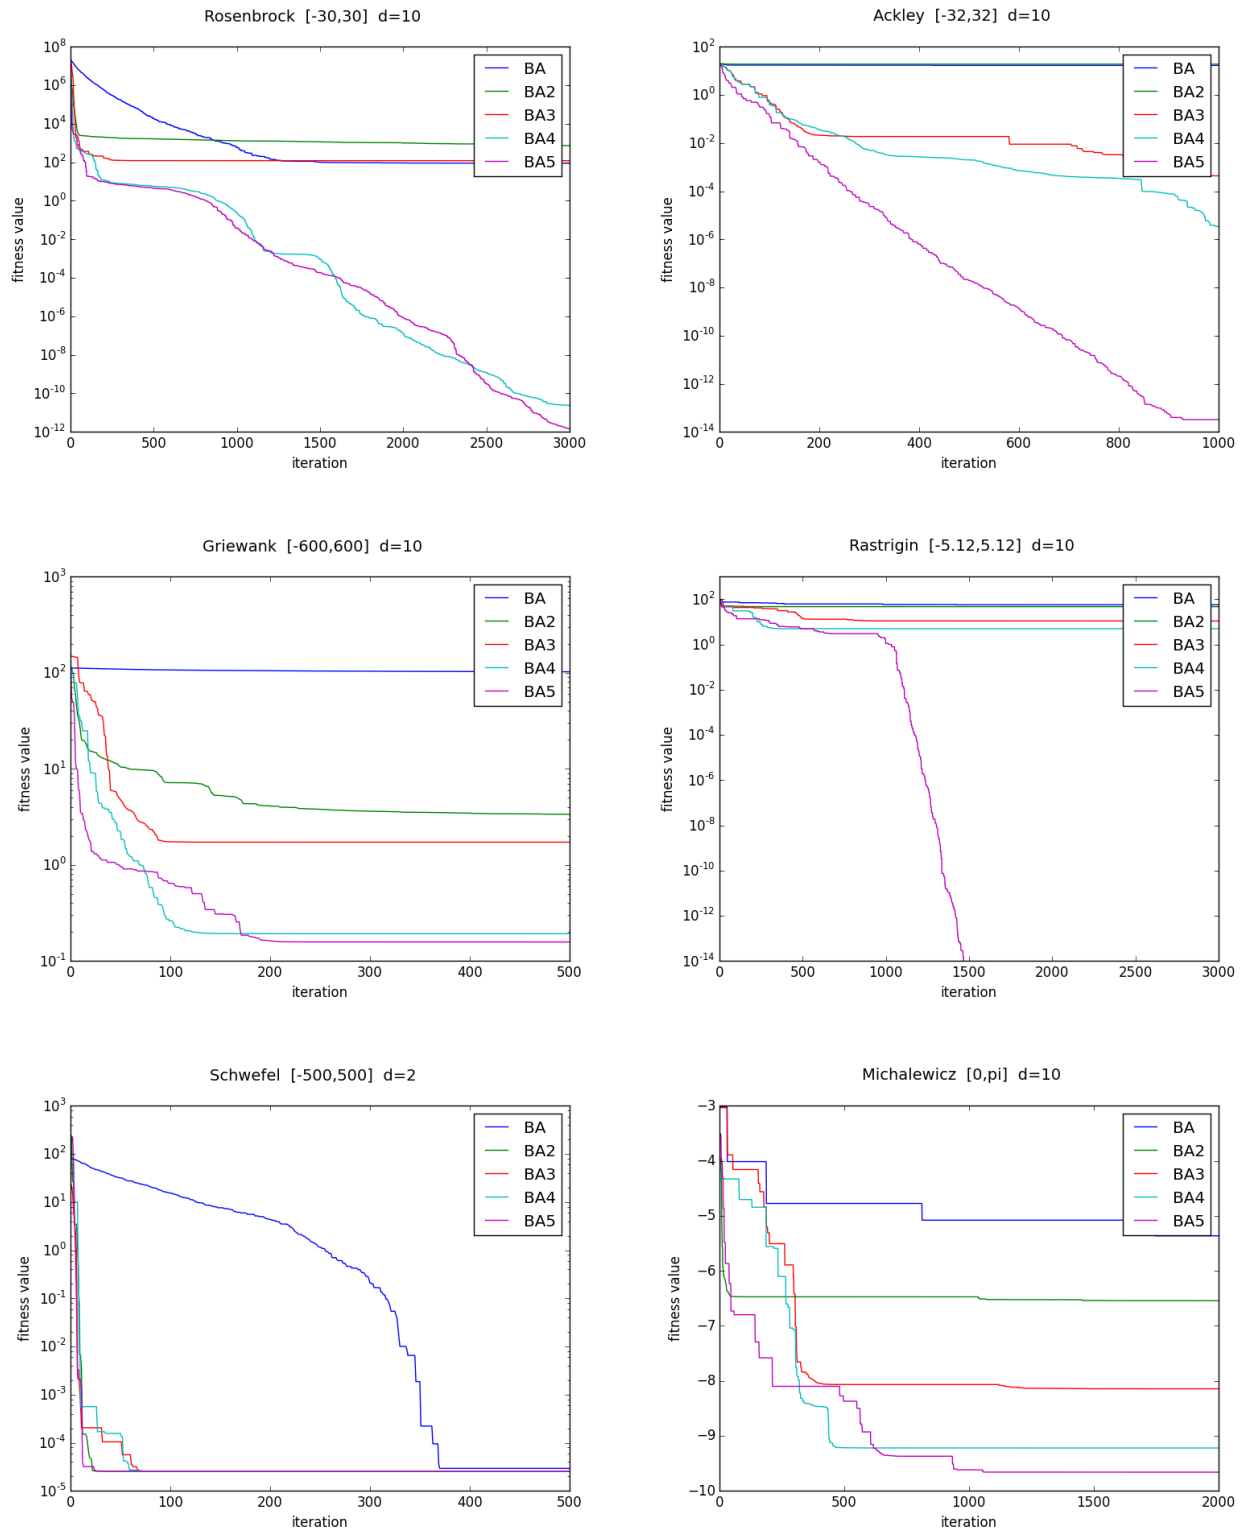 Rosenbrock [-30,30] d=10
fitness value
10^8
10^6
10^4
10^2
10^0
10^-2
10^-4
10^-6
10^-8
10^-10
10^-12
BA
BA2
BA3
BA4
BA5
0 500 1000 1500 2000 2500 3000
iteration
Ackley [-32,32] d=10
fitness value
10^2
10^0
10^-2
10^-4
10^-6
10^-8
10^-10
10^-12
10^-14
BA
BA2
BA3
BA4
BA5
0 200 400 600 800 1000
iteration
Griewank [-600,600] d=10
fitness value
10^3
10^2
10^1
10^0
10^-1
BA
BA2
BA3
BA4
BA5
0 100 200 300 400 500
iteration
Rastrigin [-5.12,5.12] d=10
fitness value
10^2
10^0
10^-2
10^-4
10^-6
10^-8
10^-10
10^-12
10^-14
BA
BA2
BA3
BA4
BA5
0 500 1000 1500 2000 2500 3000
iteration
Schwefel [-500,500] d=2
fitness value
10^3
10^2
10^1
10^0
10^-1
10^-2
10^-3
10^-4
10^-5
BA
BA2
BA3
BA4
BA5
0 100 200 300 400 500
iteration
Michalewicz [0,pi] d=10
fitness value
−3
−4
−5
−6
−7
−8
−9
−10
BA
BA2
BA3
BA4
BA5
0 500 1000 1500 2000
iteration